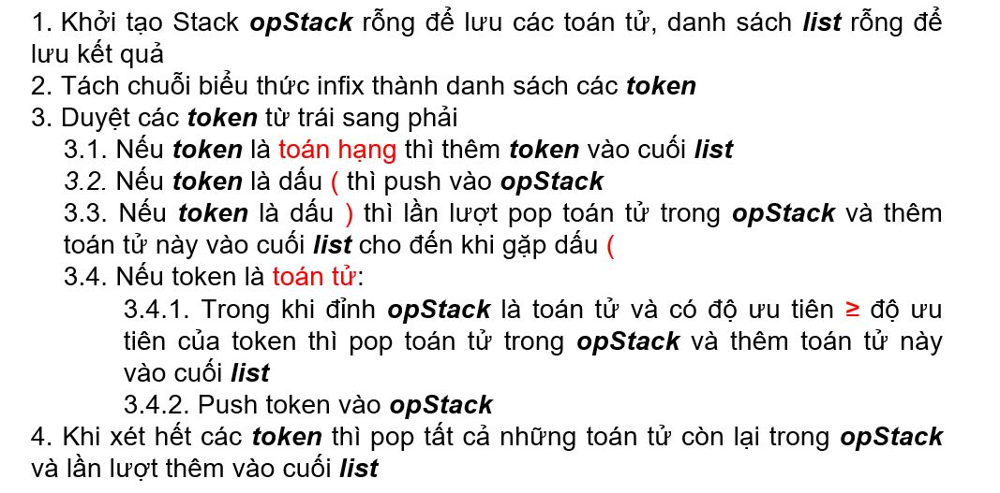 1. Khởi tạo Stack opStack rỗng để lưu các toán tử, danh sách list rỗng để
lưu kết quả
2. Tách chuỗi biểu thức infix thành danh sách các token
3. Duyệt các token từ trái sang phải
3.1. Nếu token là toán hạng thì thêm token vào cuối list
3.2. Nếu token là dấu ( thì push vào opStack
3.3. Nếu token là dấu ) thì lần lượt pop toán tử trong opStack và thêm
toán tử này vào cuối list cho đến khi gặp dấu (
3.4. Nếu token là toán tử:
3.4.1. Trong khi đỉnh opStack là toán tử và có độ ưu tiên ≥ độ ưu
tiên của token thì pop toán tử trong opStack và thêm toán tử này
vào cuối list
3.4.2. Push token vào opStack
4. Khi xét hết các token thì pop tất cả những toán tử còn lại trong opStack
và lần lượt thêm vào cuối list